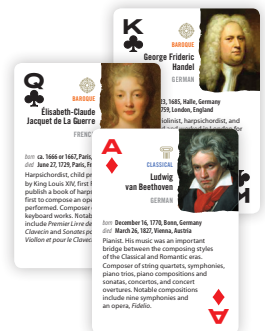 K
BAROQUE
George Frideric
Handel
GERMAN
23, 1685, Halle, Germany
759, London, England
violinist, harpsichordist, and
Q
BAROQUE
Élisabeth-Claude
Jacquet de La Guerre
FRENCH
born ca. 1666 or 1667, Paris,
died June 27, 1729, Paris, Fr
Harpsichordist, child pr
by King Louis XIV, first
publish a book of harps
first to compose an ope
performed. Composer
keyboard works. Notab
include Premier Livre de
Clavecin and Sonates po
Viollon et pour le Clavec
A
CLASSICAL
Ludwig
van Beethoven
GERMAN
born December 16, 1770, Bonn, Germany
died March 26, 1827, Vienna, Austria
Pianist. His music was an important
bridge between the composing styles
of the Classical and Romantic eras.
Composer of string quartets, symphonies,
piano trios, piano compositions and
sonatas, concertos, and concert
overtures. Notable compositions
include nine symphonies and
an opera, Fidelio.
A
K